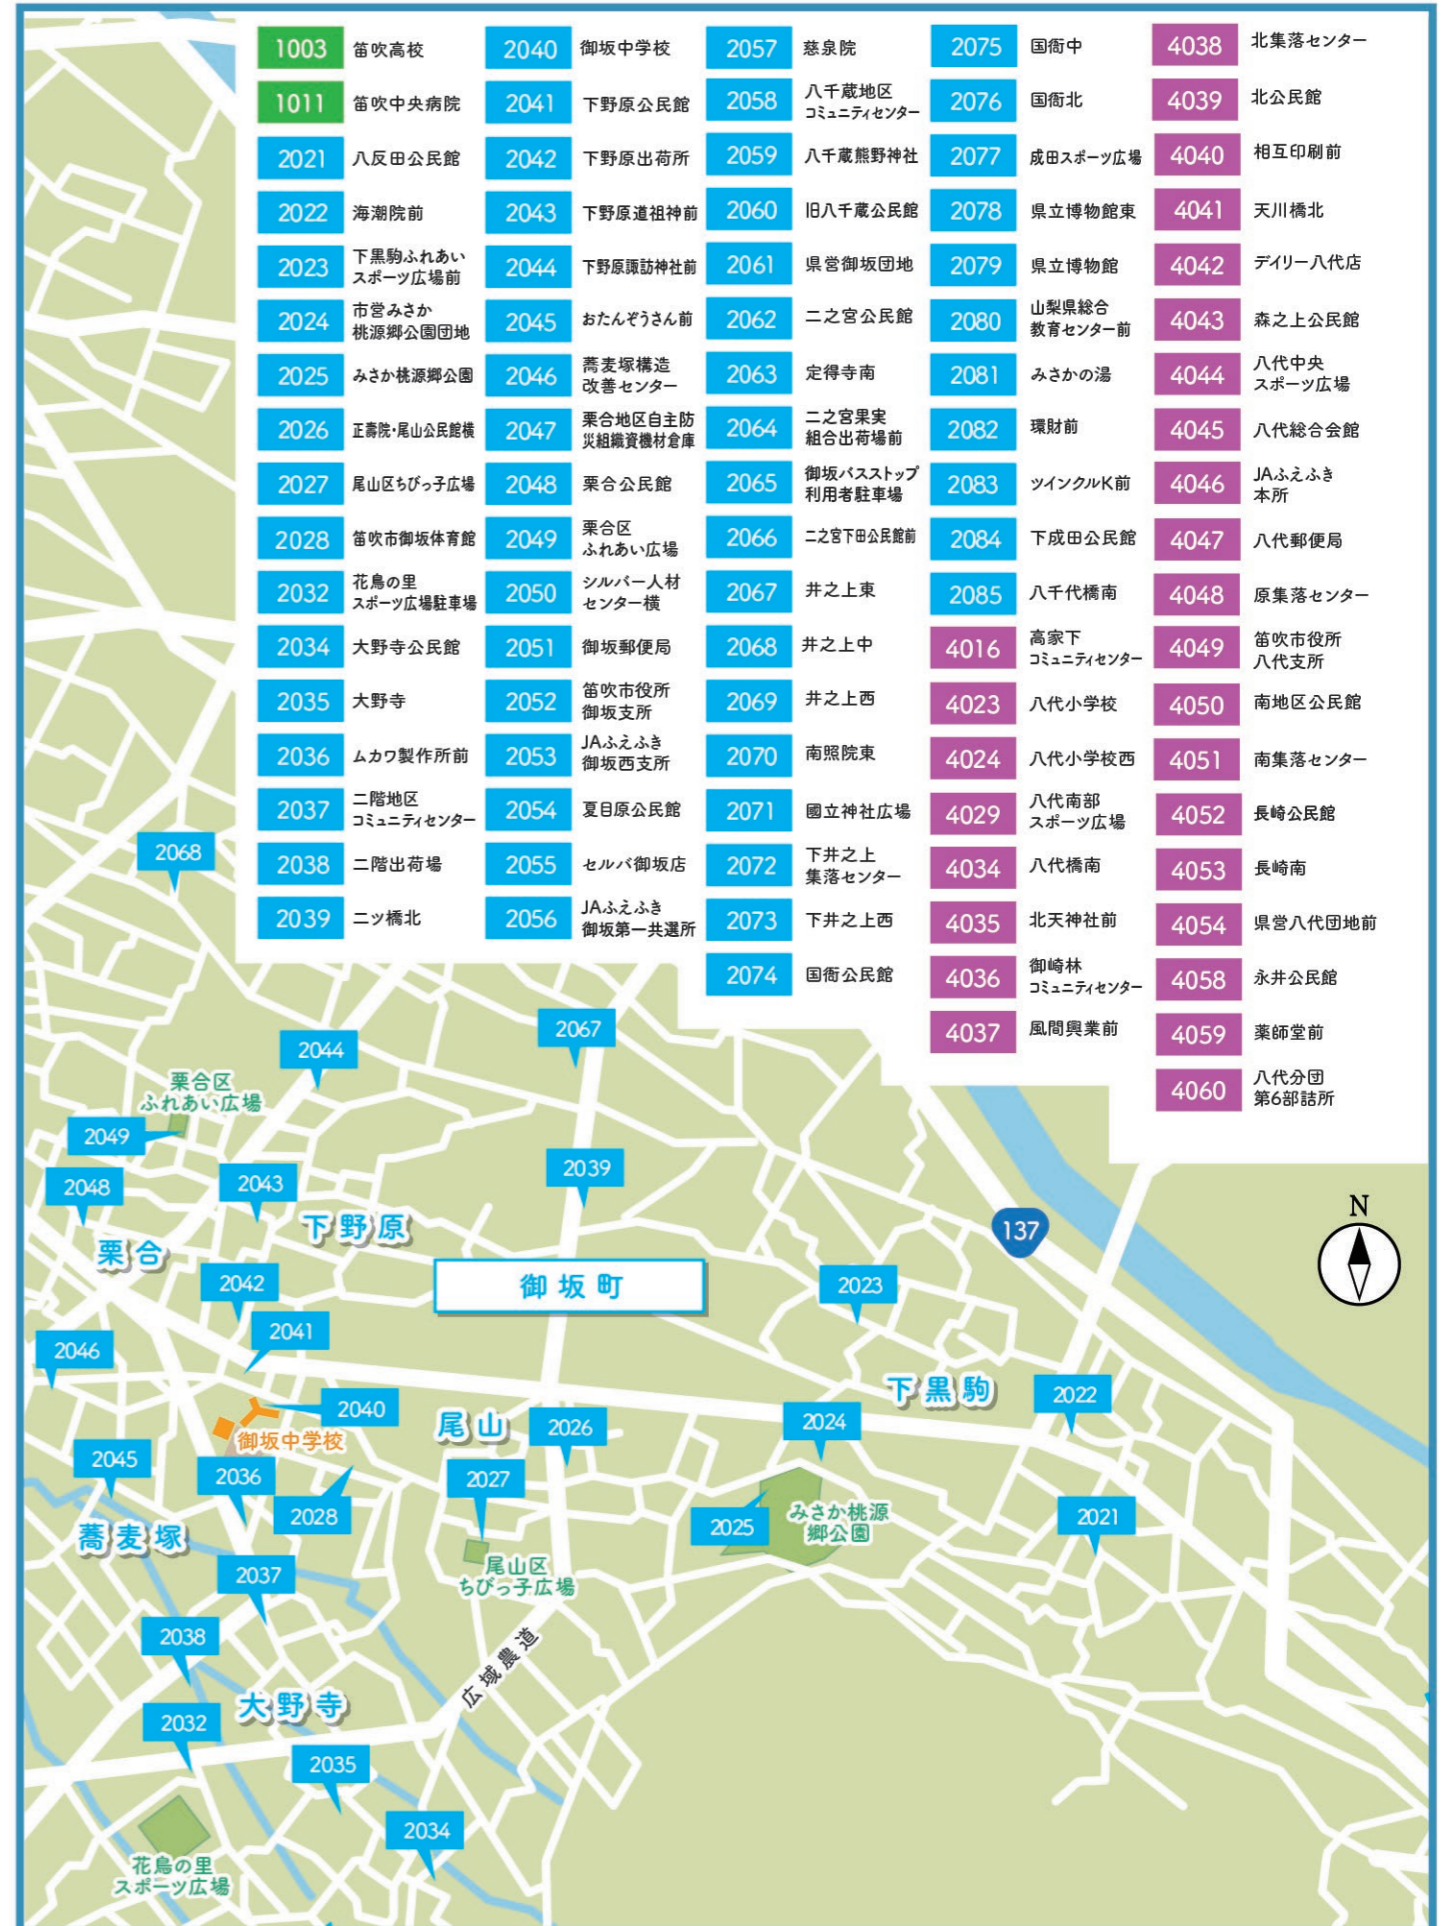 1003 笛吹高校
1011 笛吹中央病院
2021 八反田公民館
2022 海潮院前
2023 下黒駒ふれあい
スポーツ広場前
2024 市営みさか
桃源郷公園団地
2025 みさか桃源郷公園
2026 正壽院・尾山公民館横
2027 尾山区ちびっ子広場
2028 笛吹市御坂体育館
2032 花鳥の里
スポーツ広場駐車場
2034 大野寺公民館
2035 大野寺
2036 ムカワ製作所前
2037 二階地区
コミュニティセンター
2038 二階出荷場
2039 二ツ橋北
2040 御坂中学校
2041 下野原公民館
2042 下野原出荷所
2043 下野原道祖神前
2044 下野原諏訪神社前
2045 おたんぞうさん前
2046 蕎麦塚構造
改善センター
2047 栗合地区自主防
災組織資機材倉庫
2048 栗合公民館
2049 栗合区
ふれあい広場
2050 シルバー人材
センター横
2051 御坂郵便局
2052 笛吹市役所
御坂支所
2053 JAふえふき
御坂西支所
2054 夏目原公民館
2055 セルバ御坂店
2056 JAふえふき
御坂第一共選所
2057 慈泉院
2058 八千蔵地区
コミュニティセンター
2059 八千蔵熊野神社
2060 旧八千蔵公民館
2061 県営御坂団地
2062 二之宮公民館
2063 定得寺南
2064 二之宮果実
組合出荷場前
2065 御坂バスストップ
利用者駐車場
2066 二之宮下田公民館前
2067 井之上東
2068 井之上中
2069 井之上西
2070 南照院東
2071 國立神社広場
2072 下井之上
集落センター
2073 下井之上西
2074 国衙公民館
2075 国衙中
2076 国衙北
2077 成田スポーツ広場
2078 県立博物館東
2079 県立博物館
2080 山梨県総合
教育センター前
2081 みさかの湯
2082 環財前
2083 ツインクルK前
2084 下成田公民館
2085 八千代橋南
4016 高家下
コミュニティセンター
4023 八代小学校
4024 八代小学校西
4029 八代南部
スポーツ広場
4034 八代橋南
4035 北天神社前
4036 御崎林
コミュニティセンター
4037 風間興業前
4038 北集落センター
4039 北公民館
4040 相互印刷前
4041 天川橋北
4042 デイリー八代店
4043 森之上公民館
4044 八代中央
スポーツ広場
4045 八代総合会館
4046 JAふえふき
本所
4047 八代郵便局
4048 原集落センター
4049 笛吹市役所
八代支所
4050 南地区公民館
4051 南集落センター
4052 長崎公民館
4053 長崎南
4054 県営八代団地前
4058 永井公民館
4059 薬師堂前
4060 八代分団
第6部詰所
2068
2067
2044
栗合区
ふれあい広場
2049
2039
2048
2043
N
下野原
137
栗合
2042
御坂町
2023
2041
2046
下黒駒
2022
2040
尾山
2026
2024
御坂中学校
2045
2036
2027
2028
2025
みさか桃源
郷公園
2021
蕎麦塚
2037
尾山区
ちびっ子広場
2038
広域農道
大野寺
2032
2035
2034
花鳥の里
スポーツ広場